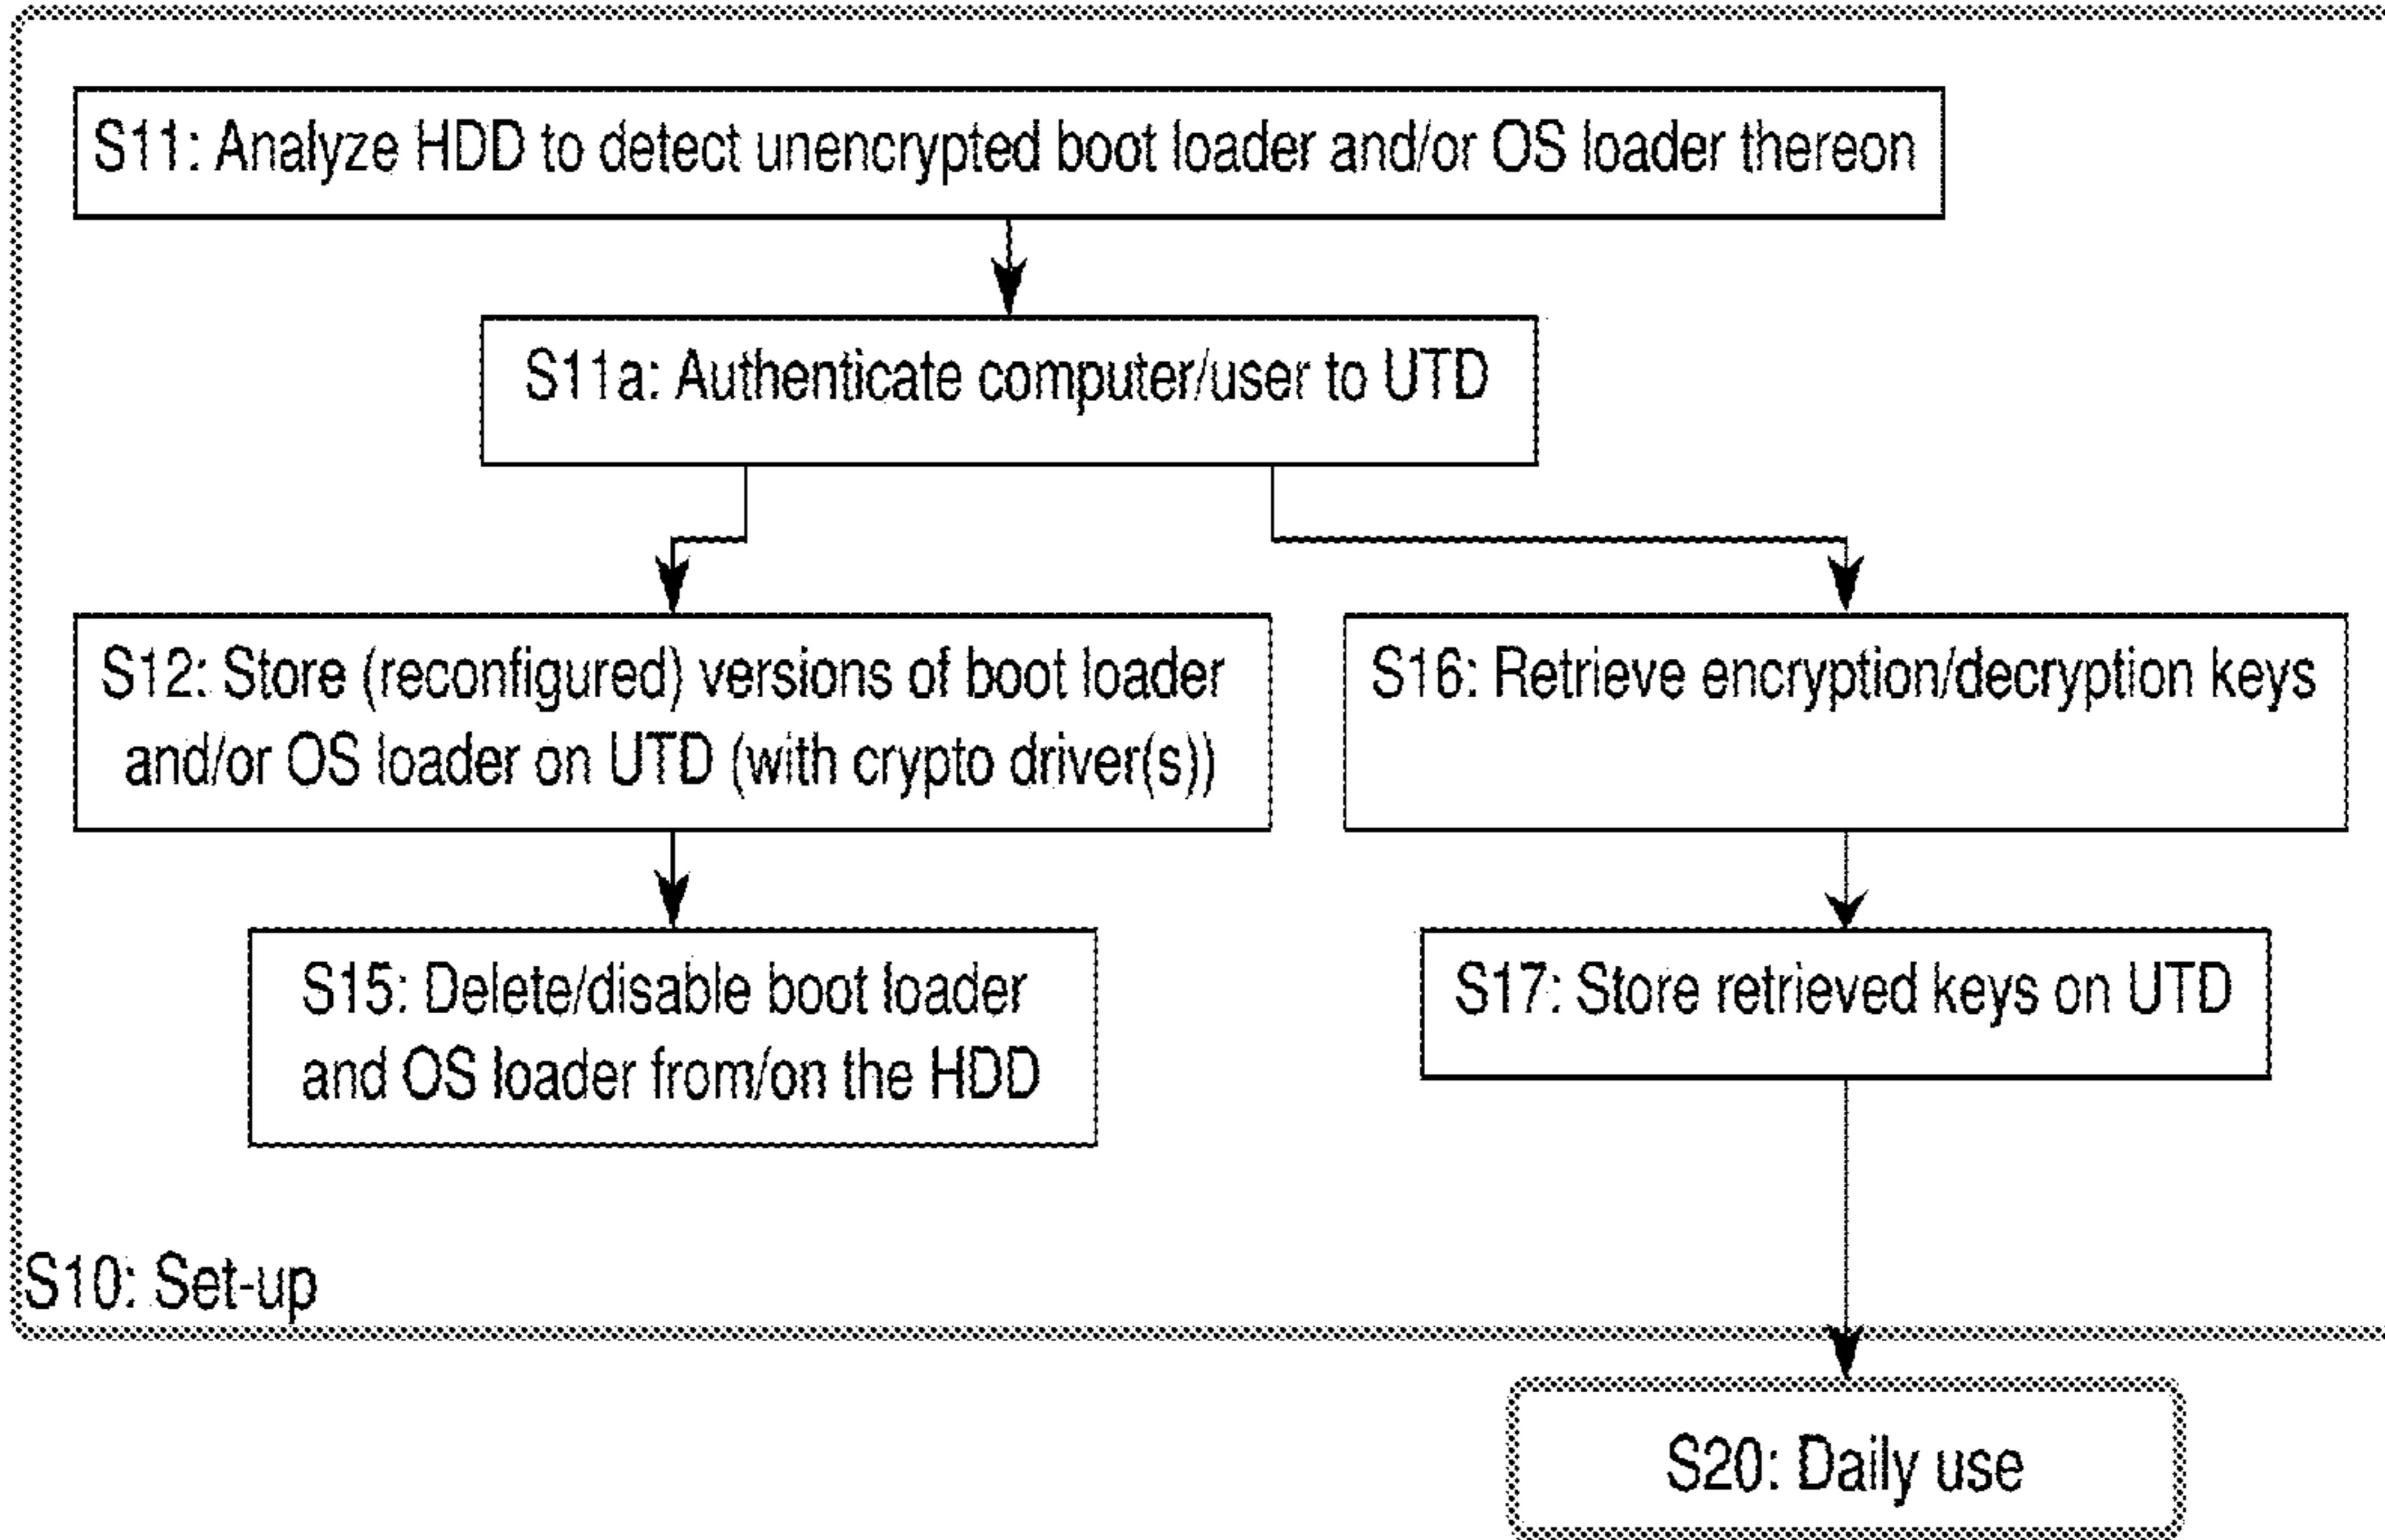 S11: Analyze HDD to detect unencrypted boot loader and/or OS loader thereon
S11a: Authenticate computer/user to UTD
S12: Store (reconfigured) versions of boot loader
and/or OS loader on UTD (with crypto driver(s))
S16: Retrieve encryption/decryption keys
S15: Delete/disable boot loader
and OS loader from/on the HDD
S17: Store retrieved keys on UTD
S10: Set-up
S20: Daily use